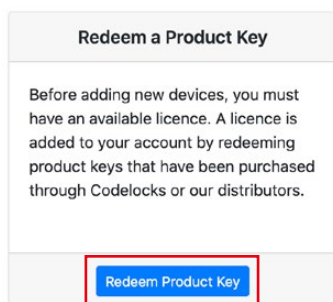 Redeem a Product Key
Before adding new devices, you must
have an available licence. A licence is
added to your account by redeeming
product keys that have been purchased
through Codelocks or our distributors.
Redeem Product Key